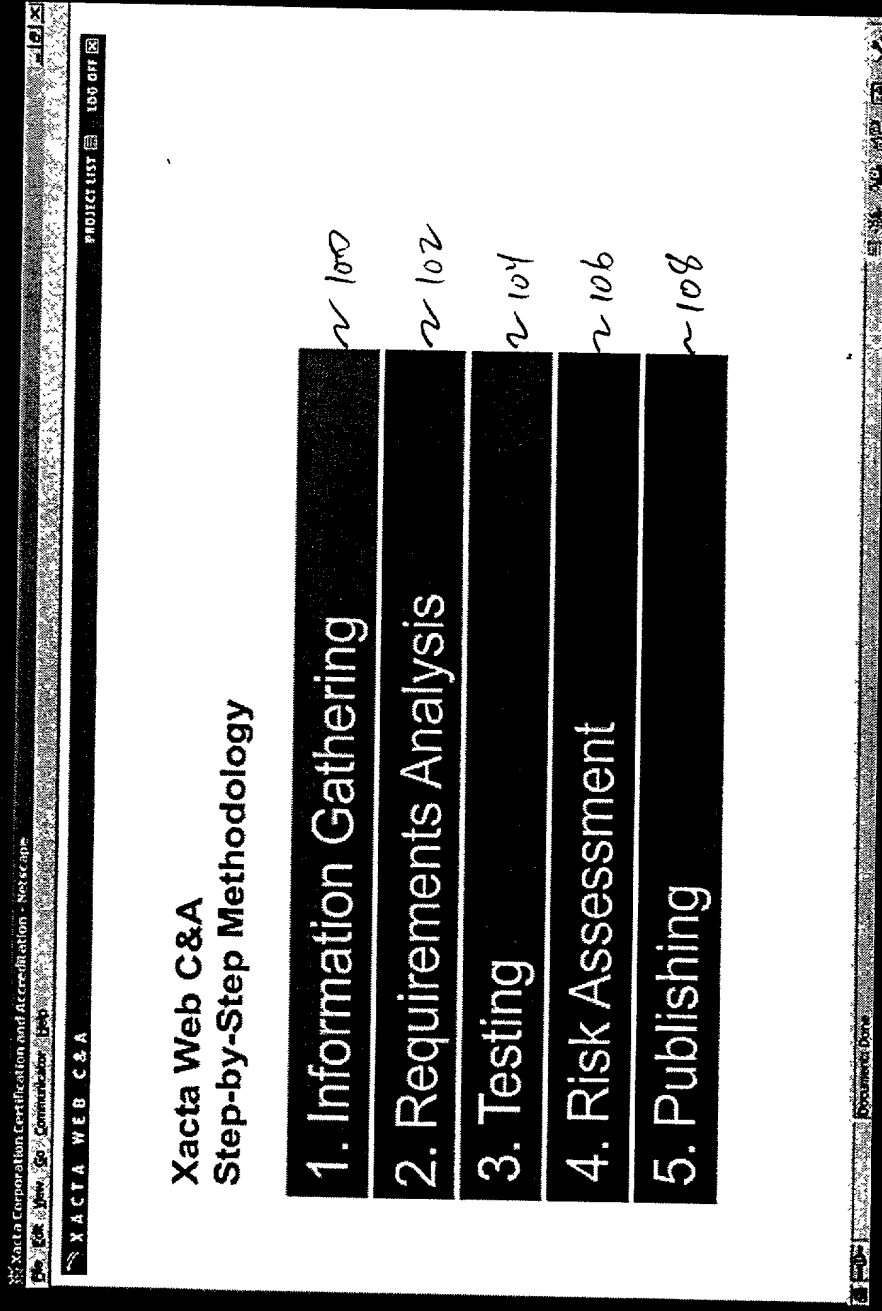 Xacta Corporation Certification and Accreditation - Netscape
File Edit View Go Communicator Help
XACTA WEB C&A
PROJECT LIST LOG OFF
Xacta Web C&A
Step-by-Step Methodology
1. Information Gathering ~ 100
2. Requirements Analysis ~ 102
3. Testing ~ 104
4. Risk Assessment ~ 106
5. Publishing ~ 108
Document: Done